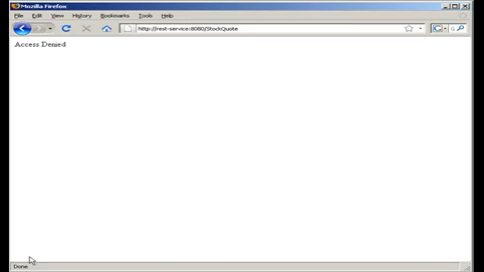 Mozilla Firefox
File Edit View History Bookmarks Tools Help
http://rest-service:8080/StockQuote
Access Denied
Done